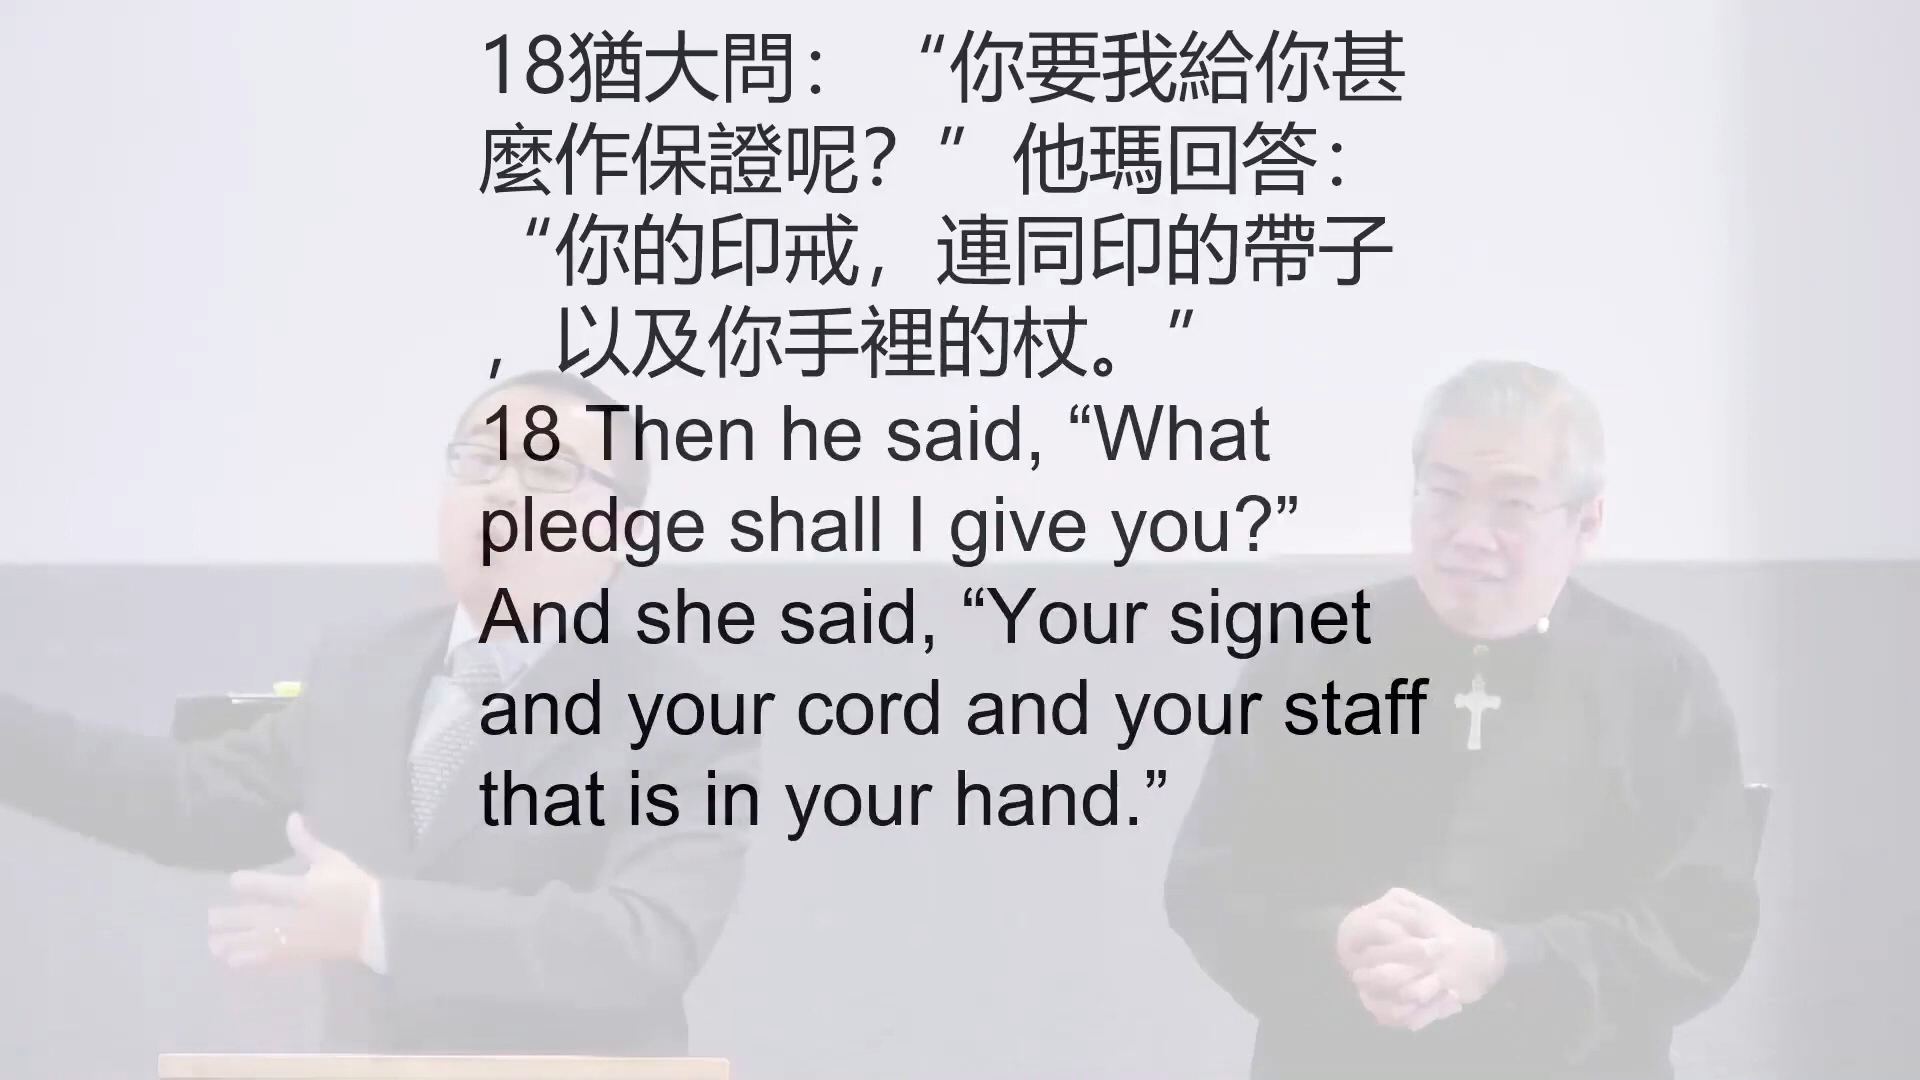 18猶大問：“你要我給你甚
麼作保證呢？”他瑪回答：
“你的印戒，連同印的帶子
，以及你手裡的杖。”
18 Then he said, “What
pledge shall I give you?”
And she said, “Your signet
and your cord and your staff
that is in your hand.”